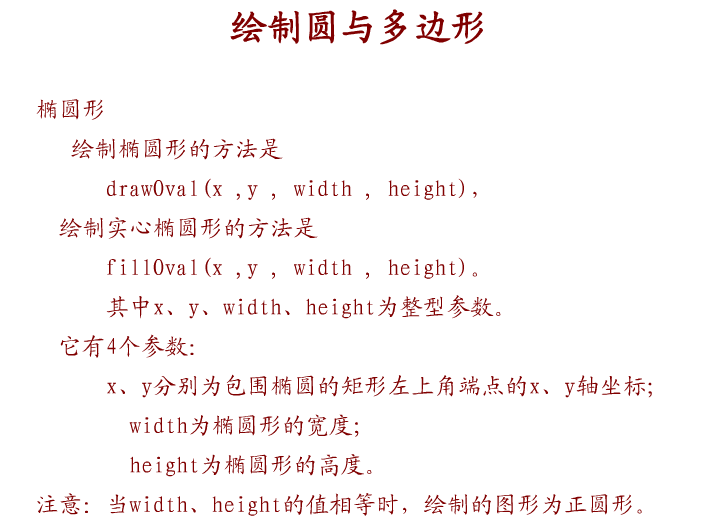 绘制圆与多边形
椭圆形
绘制椭圆形的方法是
drawOval(x ,y , width , height),
绘制实心椭圆形的方法是
fillOval(x ,y , width , height)。
其中x、y、width、height为整型参数。
它有4个参数:
x、y分别为包围椭圆的矩形左上角端点的x、y轴坐标;
width为椭圆形的宽度;
height为椭圆形的高度。
注意: 当width、height的值相等时，绘制的图形为正圆形。